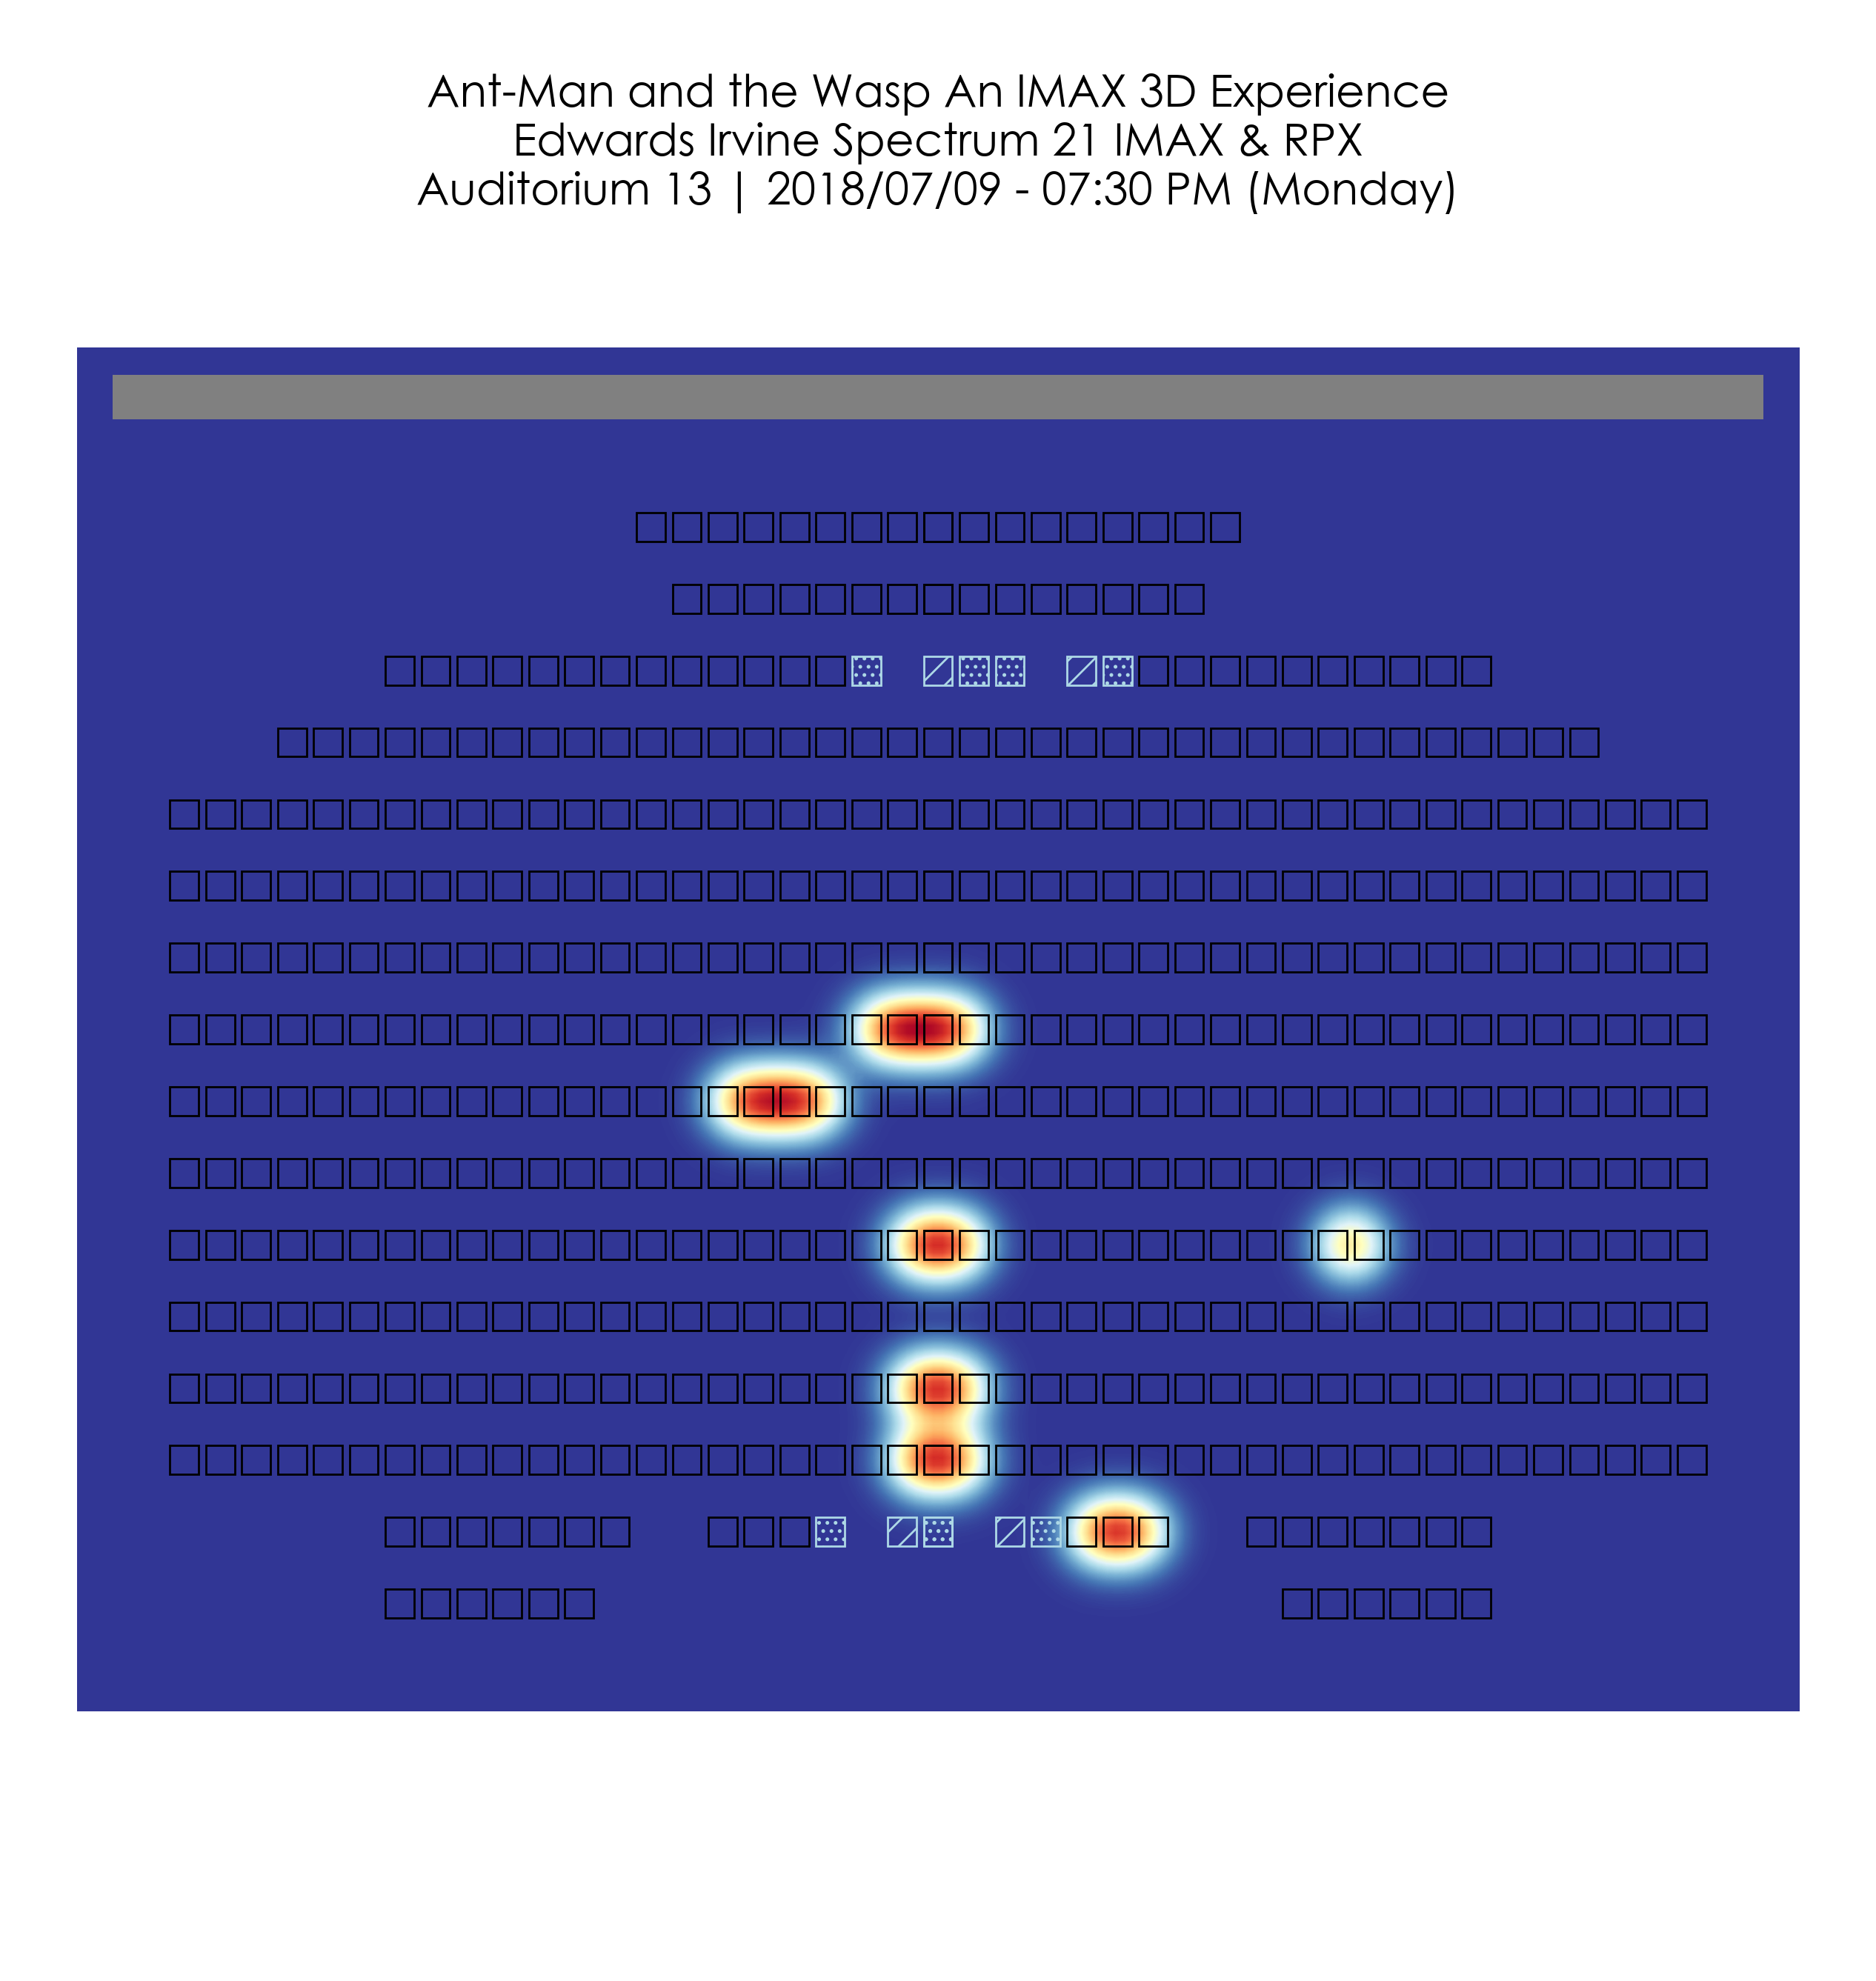 Ant-Man and the Wasp An IMAX 3D Experience
Edwards Irvine Spectrum 21 IMAX & RPX
Auditorium 13 | 2018/07/09 - 07:30 PM (Monday)